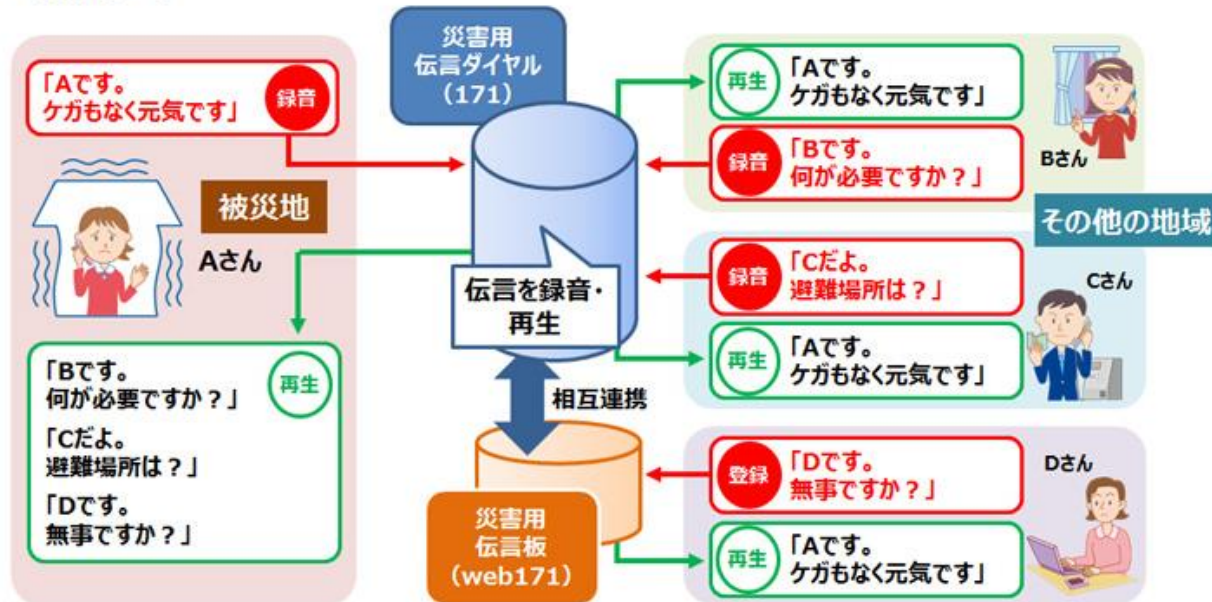 災害用
伝言ダイヤル
（171）
「Aです。
ケガもなく元気です」
録音
被災地
Aさん
「Bです。
何が必要ですか？」
再生
「Cだよ。
避難場所は？」
「Dです。
無事ですか？」
伝言を録音・
再生
相互連携
災害用
伝言板
（web171）
再生
「Aです。
ケガもなく元気です」
録音
「Bです。
何が必要ですか？」
Bさん
その他の地域
録音
「Cだよ。
避難場所は？」
Cさん
再生
「Aです。
ケガもなく元気です」
登録
「Dです。
無事ですか？」
Dさん
再生
「Aです。
ケガもなく元気です」